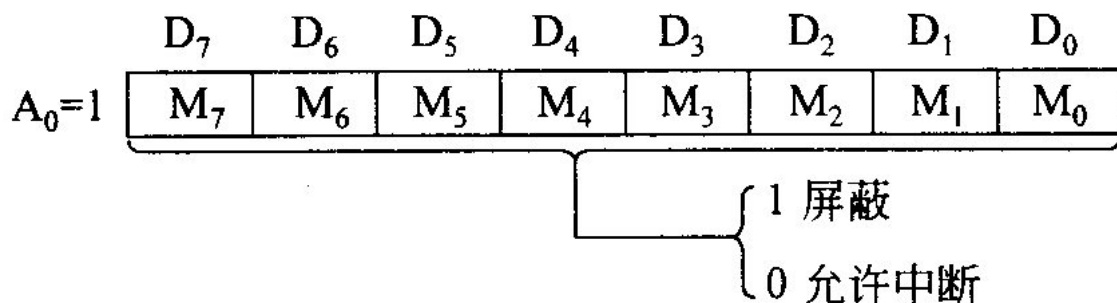 D₇ D₆ D₅ D₄ D₃ D₂ D₁ D₀
A₀=1 M₇ M₆ M₅ M₄ M₃ M₂ M₁ M₀
1 屏蔽
0 允许中断